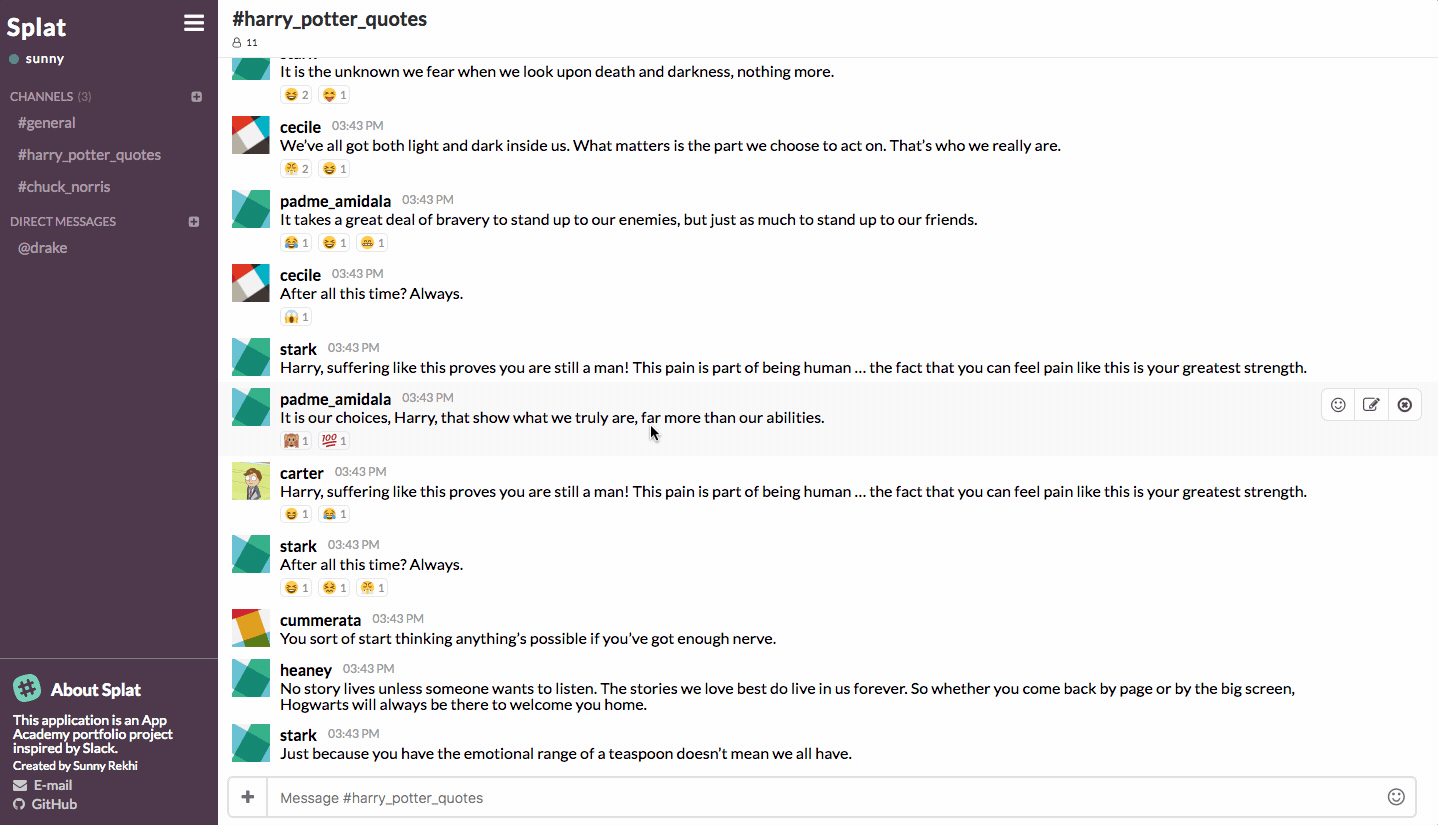 Splat
sunny
CHANNELS (3)
#general
#harry_potter_quotes
#chuck_norris
DIRECT MESSAGES
@drake
About Splat
This application is an App
Academy portfolio project
inspired by Slack.
Created by Sunny Rekhi
E-mail
GitHub
#harry_potter_quotes
11
It is the unknown we fear when we look upon death and darkness, nothing more.
2 1
cecile 03:43 PM
We’ve all got both light and dark inside us. What matters is the part we choose to act on. That’s who we really are.
2 1
padme_amidala 03:43 PM
It takes a great deal of bravery to stand up to our enemies, but just as much to stand up to our friends.
1 1 1
cecile 03:43 PM
After all this time? Always.
1
stark 03:43 PM
Harry, suffering like this proves you are still a man! This pain is part of being human ... the fact that you can feel pain like this is your greatest strength.
padme_amidala 03:43 PM
It is our choices, Harry, that show what we truly are, far more than our abilities.
1 100 1
carter 03:43 PM
Harry, suffering like this proves you are still a man! This pain is part of being human ... the fact that you can feel pain like this is your greatest strength.
1 1
stark 03:43 PM
After all this time? Always.
1 1 1
cummerata 03:43 PM
You sort of start thinking anything’s possible if you’ve got enough nerve.
heaney 03:43 PM
No story lives unless someone wants to listen. The stories we love best do live in us forever. So whether you come back by page or by the big screen,
Hogwarts will always be there to welcome you home.
stark 03:43 PM
Just because you have the emotional range of a teaspoon doesn’t mean we all have.
Message #harry_potter_quotes